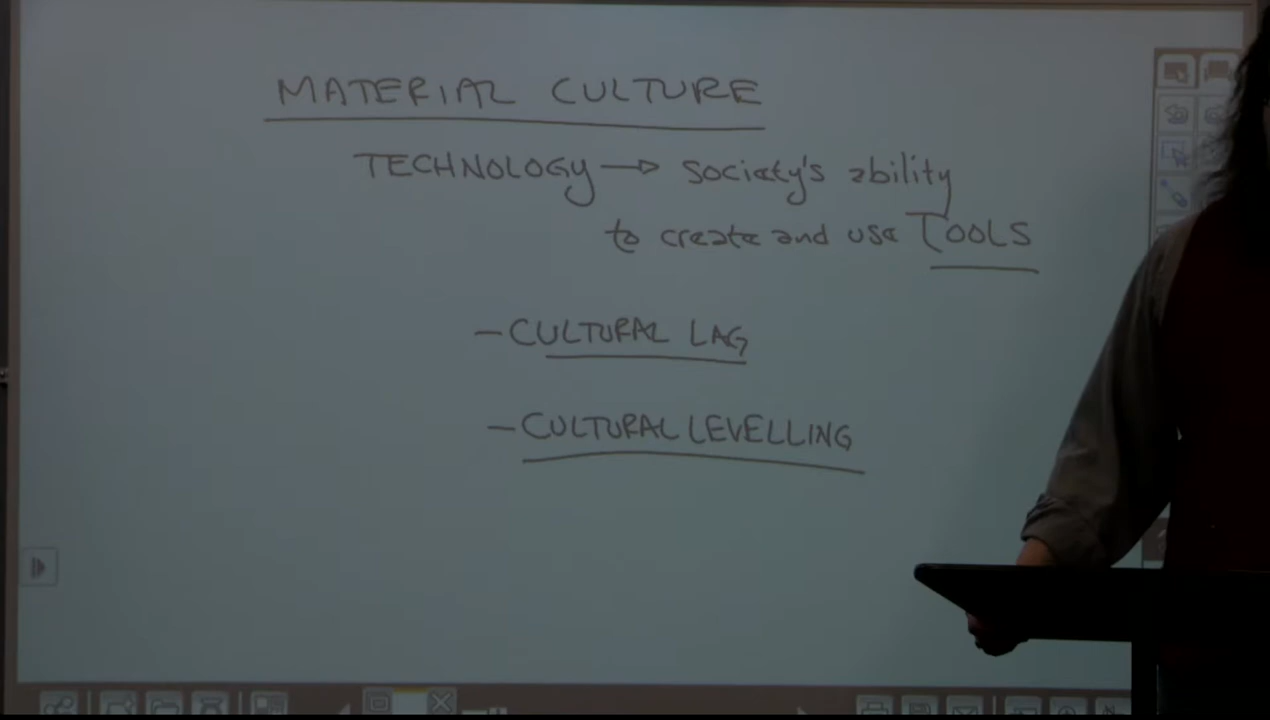 MATERIAL CULTURE
TECHNOLOGY → society's ability
to create and use TOOLS
— CULTURAL LAG
— CULTURAL LEVELLING